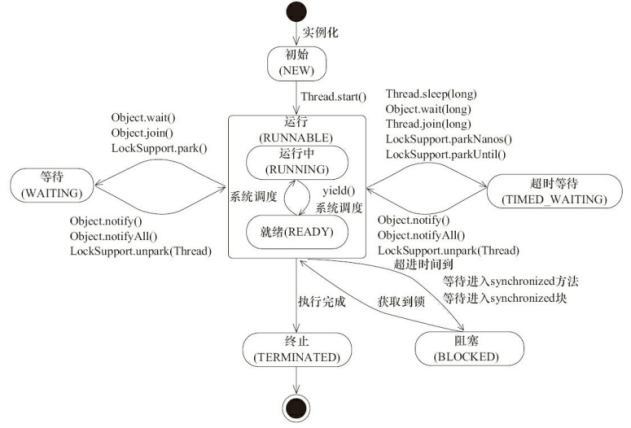 实例化
初始
(NEW)
Thread.start()
Object.wait()
Object.join()
LockSupport.park()
Thread.sleep(long)
Object.wait(long)
Thread.join(long)
LockSupport.parkNanos()
LockSupport.parkUntil()
运行
(RUNNABLE)
运行中
(RUNNING)
等待
(WAITING)
超时等待
(TIMED_WAITING)
系统调度
yield()
系统调度
就绪(READY)
Object.notify()
Object.notifyAll()
LockSupport.unpark(Thread)
Object.notify()
Object.notifyAll()
LockSupport.unpark(Thread)
超进时间到
等待进入synchronized方法
等待进入synchronized块
执行完成
获取到锁
终止
(TERMINATED)
阻塞
(BLOCKED)